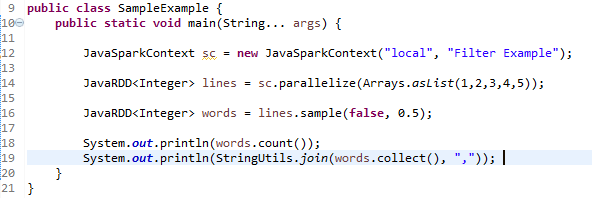 9 public class SampleExample {
10 public static void main(String... args) {
11
12 JavaSparkContext sc = new JavaSparkContext("local", "Filter Example");
13
14 JavaRDD<Integer> lines = sc.parallelize(Arrays.asList(1,2,3,4,5));
15
16 JavaRDD<Integer> words = lines.sample(false, 0.5);
17
18 System.out.println(words.count());
19 System.out.println(StringUtils.join(words.collect(), ","));
20 }
21 }